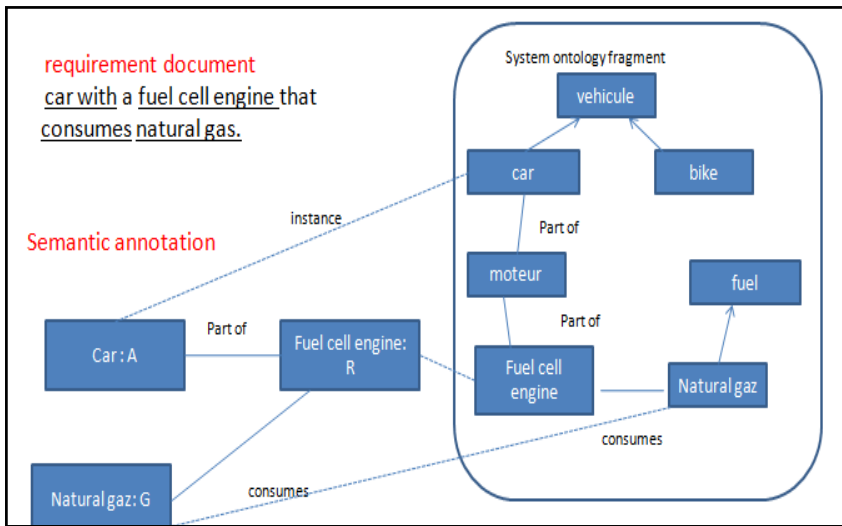 requirement document
car with a fuel cell engine that
consumes natural gas.
System ontology fragment
vehicule
car
bike
instance
Part of
Semantic annotation
moteur
fuel
Part of
Part of
Car : A
Fuel cell engine:
R
Fuel cell
engine
Natural gaz
consumes
Natural gaz: G
consumes